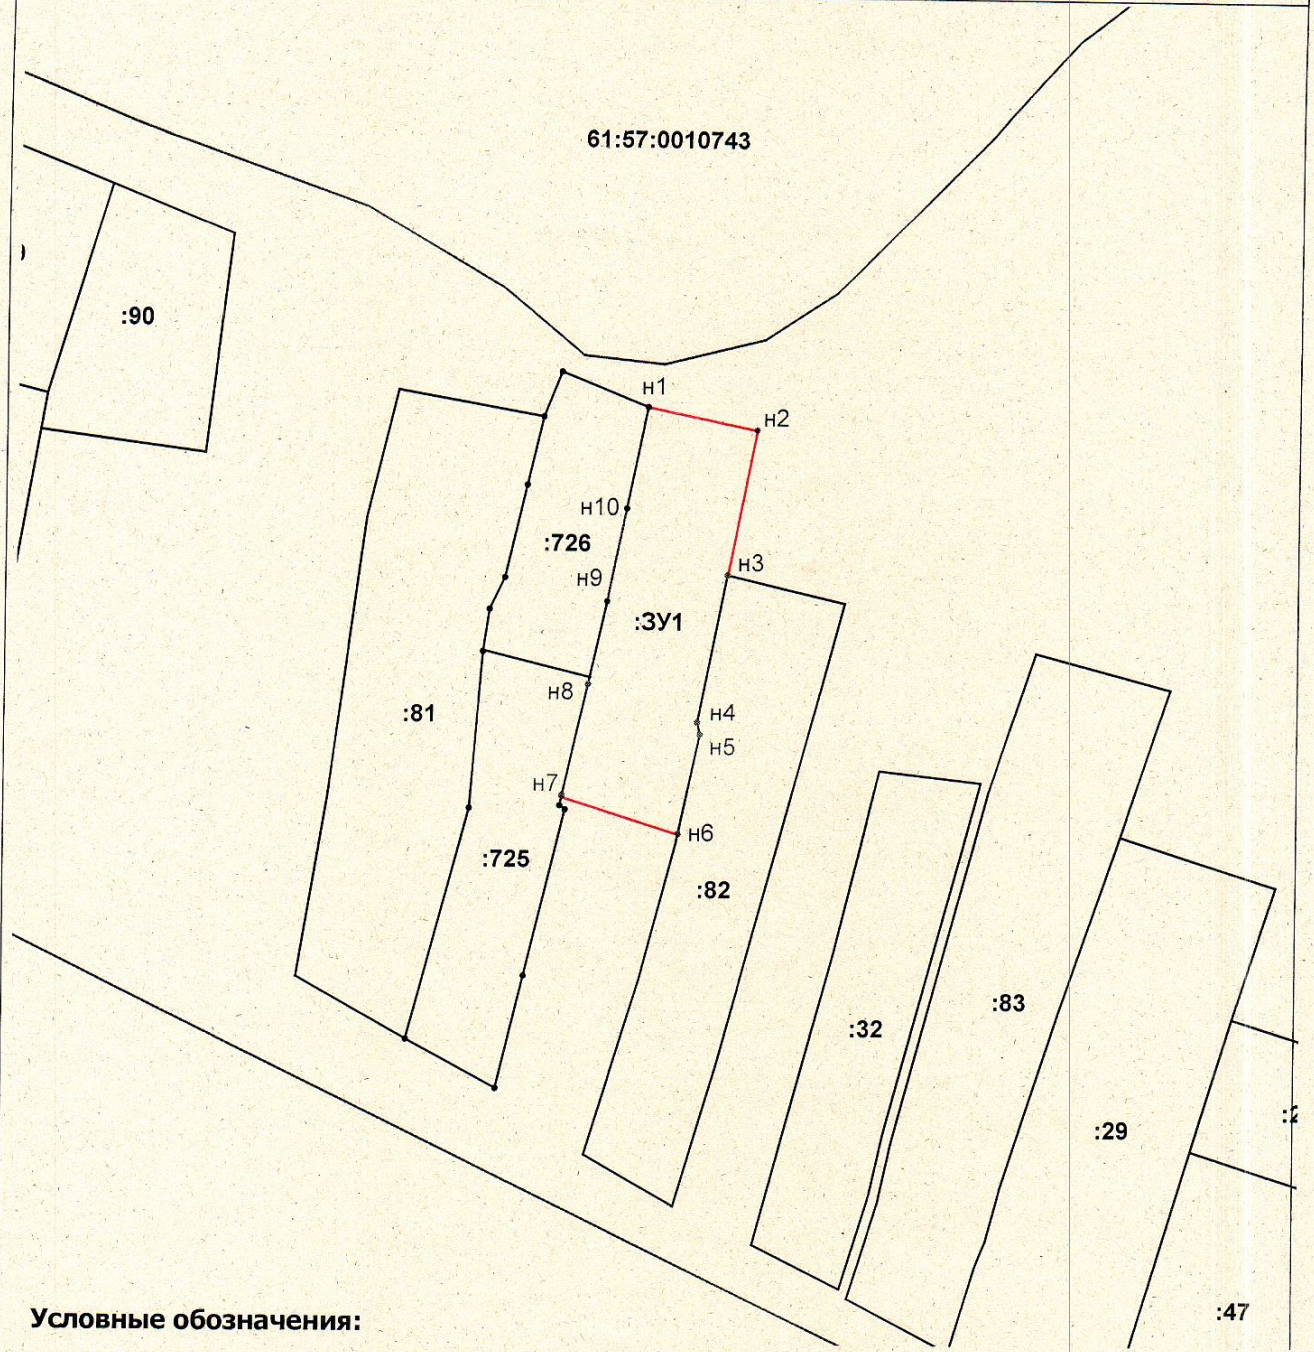 61:57:0010743
:90
н1
н2
н10
:726
н3
н9
:ЗУ1
н8
:81
н4
н5
н7
н6
:725
:82
:83
:32
:29
:47
Условные обозначения: